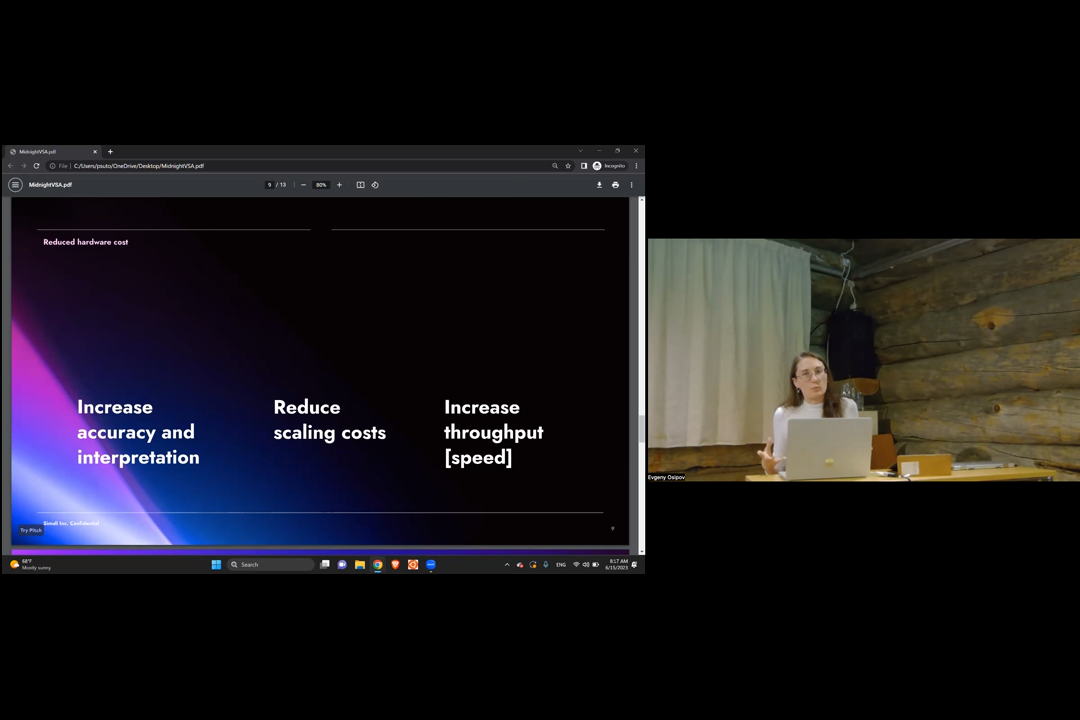 MidnightVSA.pdf
File
C:/Users/psuto/OneDrive/Desktop/MidnightVSA.pdf
Incognito
MidnightVSA.pdf
9 / 13
80%
Reduced hardware cost
Increase
accuracy and
interpretation
Reduce
scaling costs
Increase
throughput
[speed]
Simuli Inc. Confidential
9
Try Pitch
Evgeny Osipov
68°F
Mostly sunny
Search
ENG
8:17 AM
6/15/2023